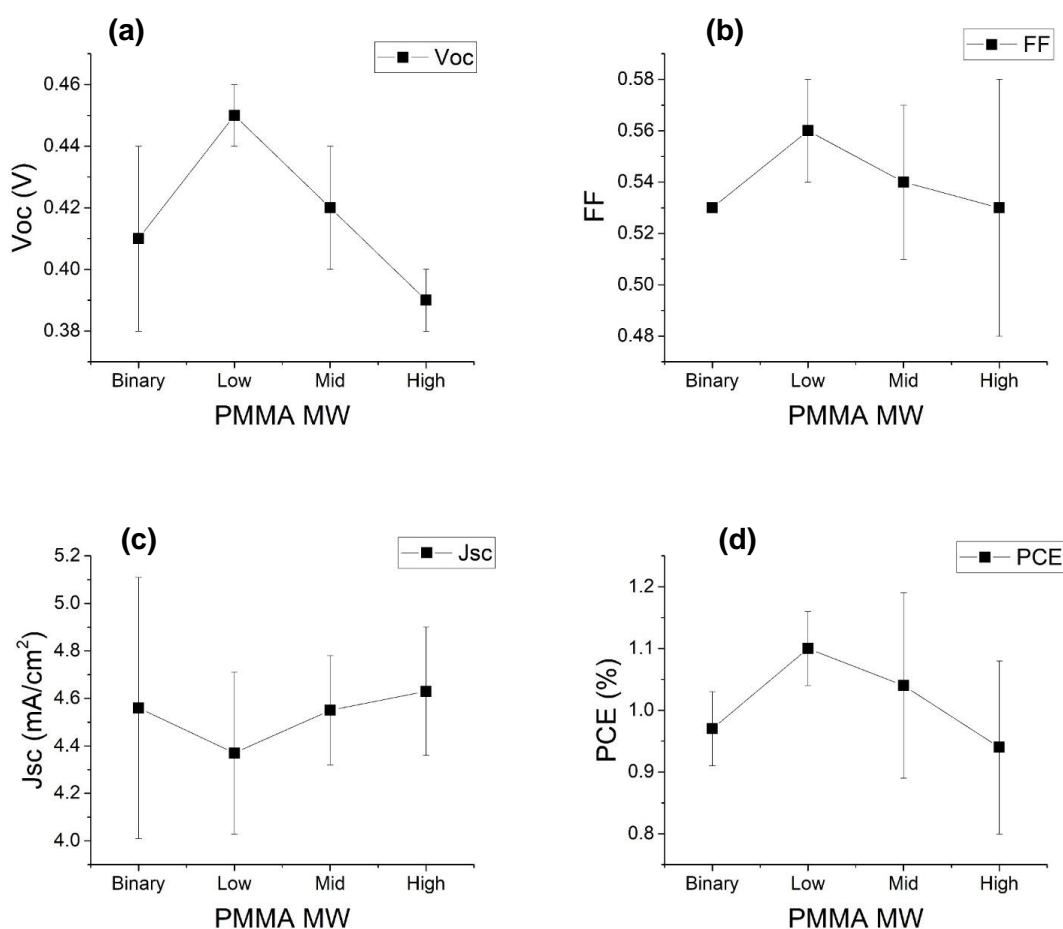 (a)
Voc
0.46
0.44
0.42
0.40
0.38
Voc (V)
Binary Low Mid High
PMMA MW
(b)
FF
0.58
0.56
0.54
0.52
0.50
0.48
FF
Binary Low Mid High
PMMA MW
(c)
Jsc
5.2
5.0
4.8
4.6
4.4
4.2
4.0
Jsc (mA/cm²)
Binary Low Mid High
PMMA MW
(d)
PCE
1.2
1.1
1.0
0.9
0.8
PCE (%)
Binary Low Mid High
PMMA MW